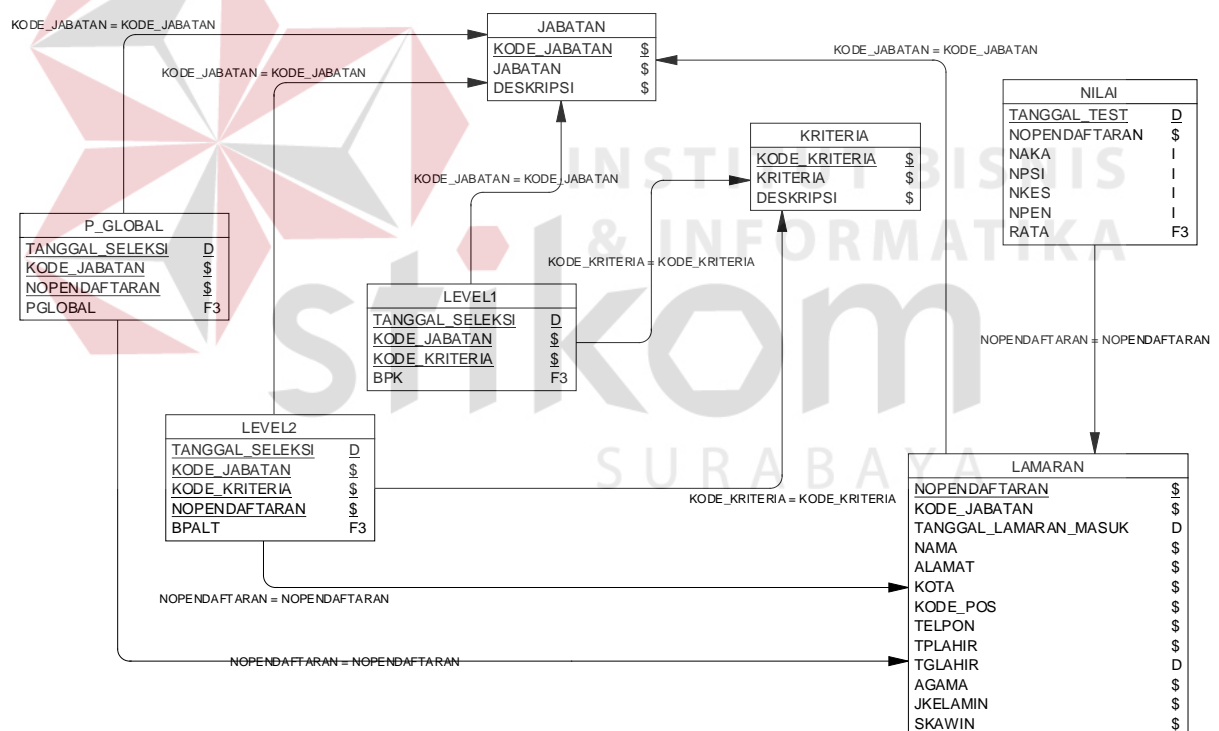 KODE_JABATAN = KODE_JABATAN
KODE_JABATAN = KODE_JABATAN
KODE_JABATAN = KODE_JABATAN
JABATAN
KODE_JABATAN $
JABATAN $
DESKRIPSI $
NILAI
TANGGAL_TEST D
NOPENDAFTARAN $
NAKA I
NPSI I
NKES I
NPEN I
RATA F3
KRITERIA
KODE_KRITERIA $
KRITERIA $
DESKRIPSI $
KODE_JABATAN = KODE_JABATAN
INSTITUT BISNIS
& INFORMATIKA
stikom
SURABAYA
P_GLOBAL
TANGGAL_SELEKSI D
KODE_JABATAN $
NOPENDAFTARAN $
PGLOBAL F3
KODE_KRITERIA = KODE_KRITERIA
LEVEL1
TANGGAL_SELEKSI D
KODE_JABATAN $
KODE_KRITERIA $
BPK F3
NOPENDAFTARAN = NOPENDAFTARAN
LEVEL2
TANGGAL_SELEKSI D
KODE_JABATAN $
KODE_KRITERIA $
NOPENDAFTARAN $
BPALT F3
KODE_KRITERIA = KODE_KRITERIA
LAMARAN
NOPENDAFTARAN $
KODE_JABATAN $
TANGGAL_LAMARAN_MASUK D
NAMA $
ALAMAT $
KOTA $
KODE_POS $
TELPON $
TPLAHIR $
TGLAHIR D
AGAMA $
JKELAMIN $
SKAWIN $
NOPENDAFTARAN = NOPENDAFTARAN
NOPENDAFTARAN = NOPENDAFTARAN